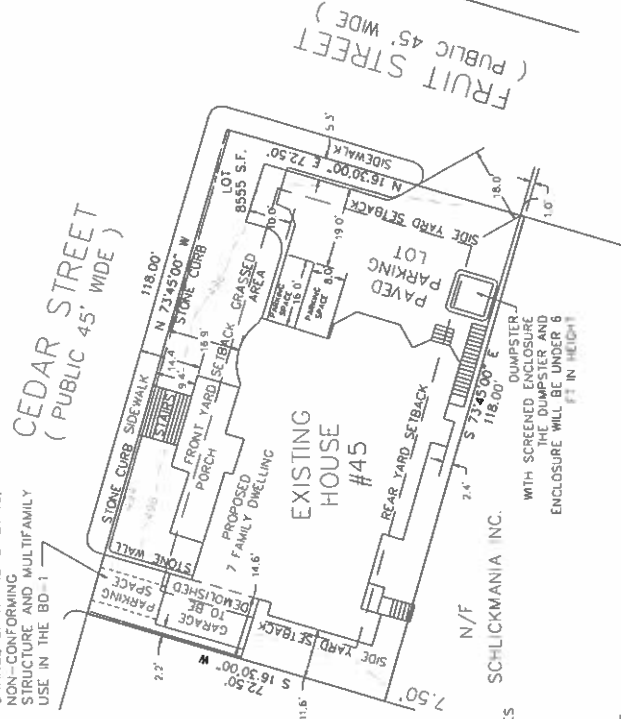 NON-CONFORMING
STRUCTURE AND MULTIFAMILY
USE IN THE BD-1
CEDAR STREET
( PUBLIC 45' WIDE )
FRUIT STREET
( PUBLIC 45' WIDE )
118.00'
N 73°45'00" W
STONE CURB
STONE CURB SIDEWALK
SIDEWALK
5.5'
N 16°30'00" E 72.50'
LOT
8555 S.F.
GRASSED
AREA
10.0'
19.0'
PARKING
SPACE
16.0'
PARKING
SPACE
8.0'
PAVED
PARKING
LOT
SIDE YARD SETBACK
18.0'
1.0'
STAIRS
14.4'
9.4'
16.9'
FRONT YARD SETBACK
PORCH
PROPOSED
7 FAMILY DWELLING
EXISTING
HOUSE
#45
STONE WALL
PARKING
SPACE
GARAGE
TO BE
DEMOLISHED
14.6'
2.2'
S 16°30'00" W
72.50'
SIDE YARD SETBACK
11.6'
7.50'
REAR YARD SETBACK
2.4'
S 73°45'00" E
118.00'
DUMPSTER
WITH SCREENED ENCLOSURE
THE DUMPSTER AND
ENCLOSURE WILL BE UNDER 6
FT IN HEIGHT
N/F
SCHLICKMANIA INC.